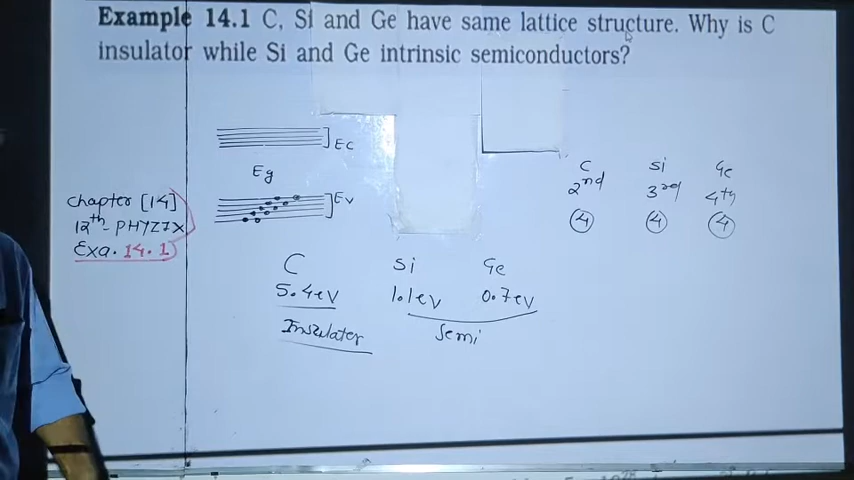 Example 14.1 C, Si and Ge have same lattice structure. Why is C
insulator while Si and Ge intrinsic semiconductors?
EC
Eg
EV
Chapter [14]
12th - PHYZ7X
Exa. 14.1)
C Si Ge
2nd 3rd 4th
4 4 4
C Si Ge
5.4eV 1.1eV 0.7eV
Insulater Semi